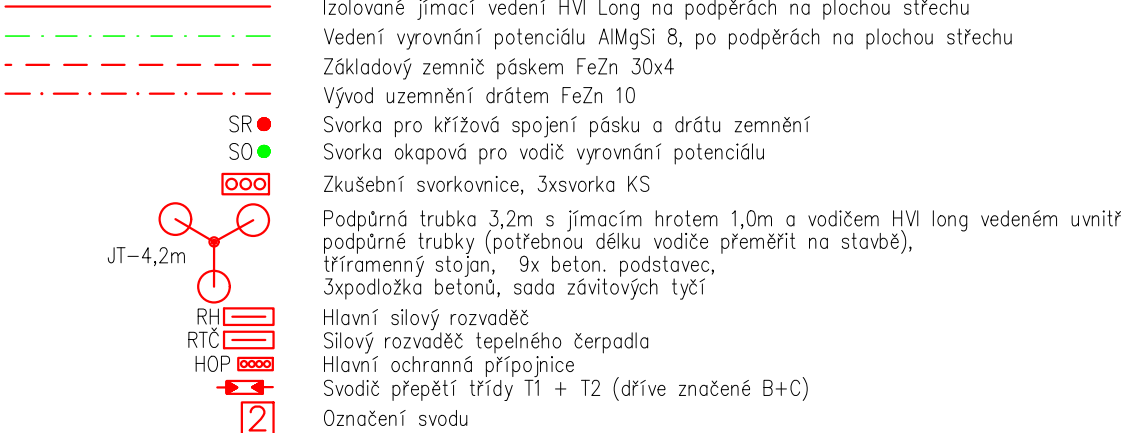 Izolované jímací vedení HVI Long na podpěrách na plochou střechu
Vedení vyrovnání potenciálu AlMgSi 8, po podpěrách na plochou střechu
Základový zemnič páskem FeZn 30x4
Vývod uzemnění drátem FeZn 10
SR Svorka pro křížová spojení pásku a drátu zemnění
SO Svorka okapová pro vodič vyrovnání potenciálu
Zkušební svorkovnice, 3xsvorka KS
JT-4,2m
Podpůrná trubka 3,2m s jímacím hrotem 1,0m a vodičem HVI long vedeném uvnitř
podpůrné trubky (potřebnou délku vodiče přeměřit na stavbě),
tříramenný stojan, 9x beton. podstavec,
3xpodložka betonů, sada závitových tyčí
RH Hlavní silový rozvaděč
RTČ Silový rozvaděč tepelného čerpadla
HOP Hlavní ochranná přípojnice
Svodič přepětí třídy T1 + T2 (dříve značené B+C)
2 Označení svodu